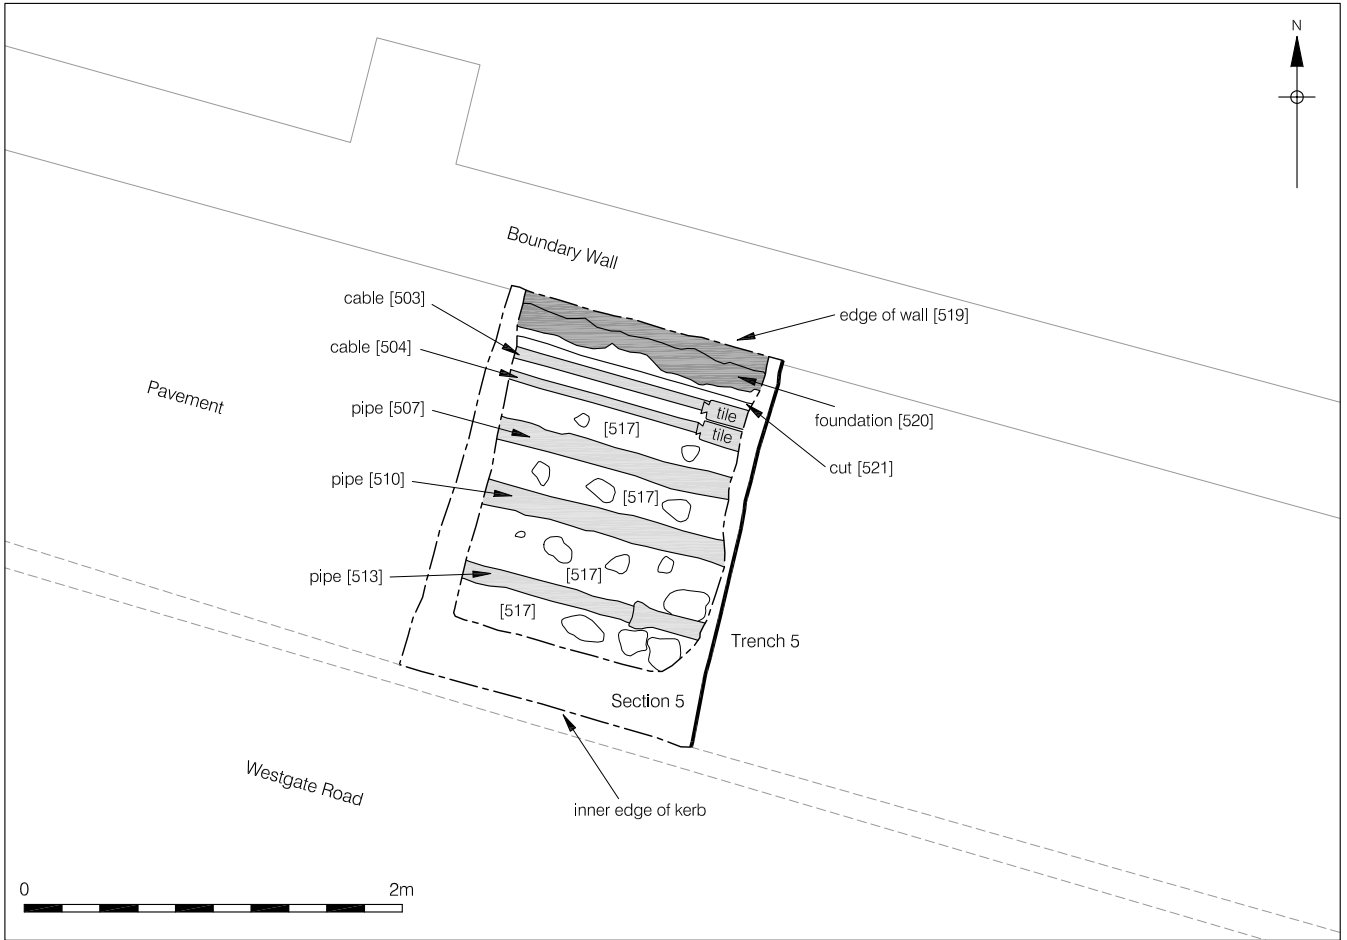 N
Boundary Wall
cable [503]
edge of wall [519]
cable [504]
Pavement
pipe [507]
tile
foundation [520]
[517]
tile
cut [521]
pipe [510]
[517]
pipe [513]
[517]
[517]
Trench 5
Section 5
Westgate Road
inner edge of kerb
0
2m